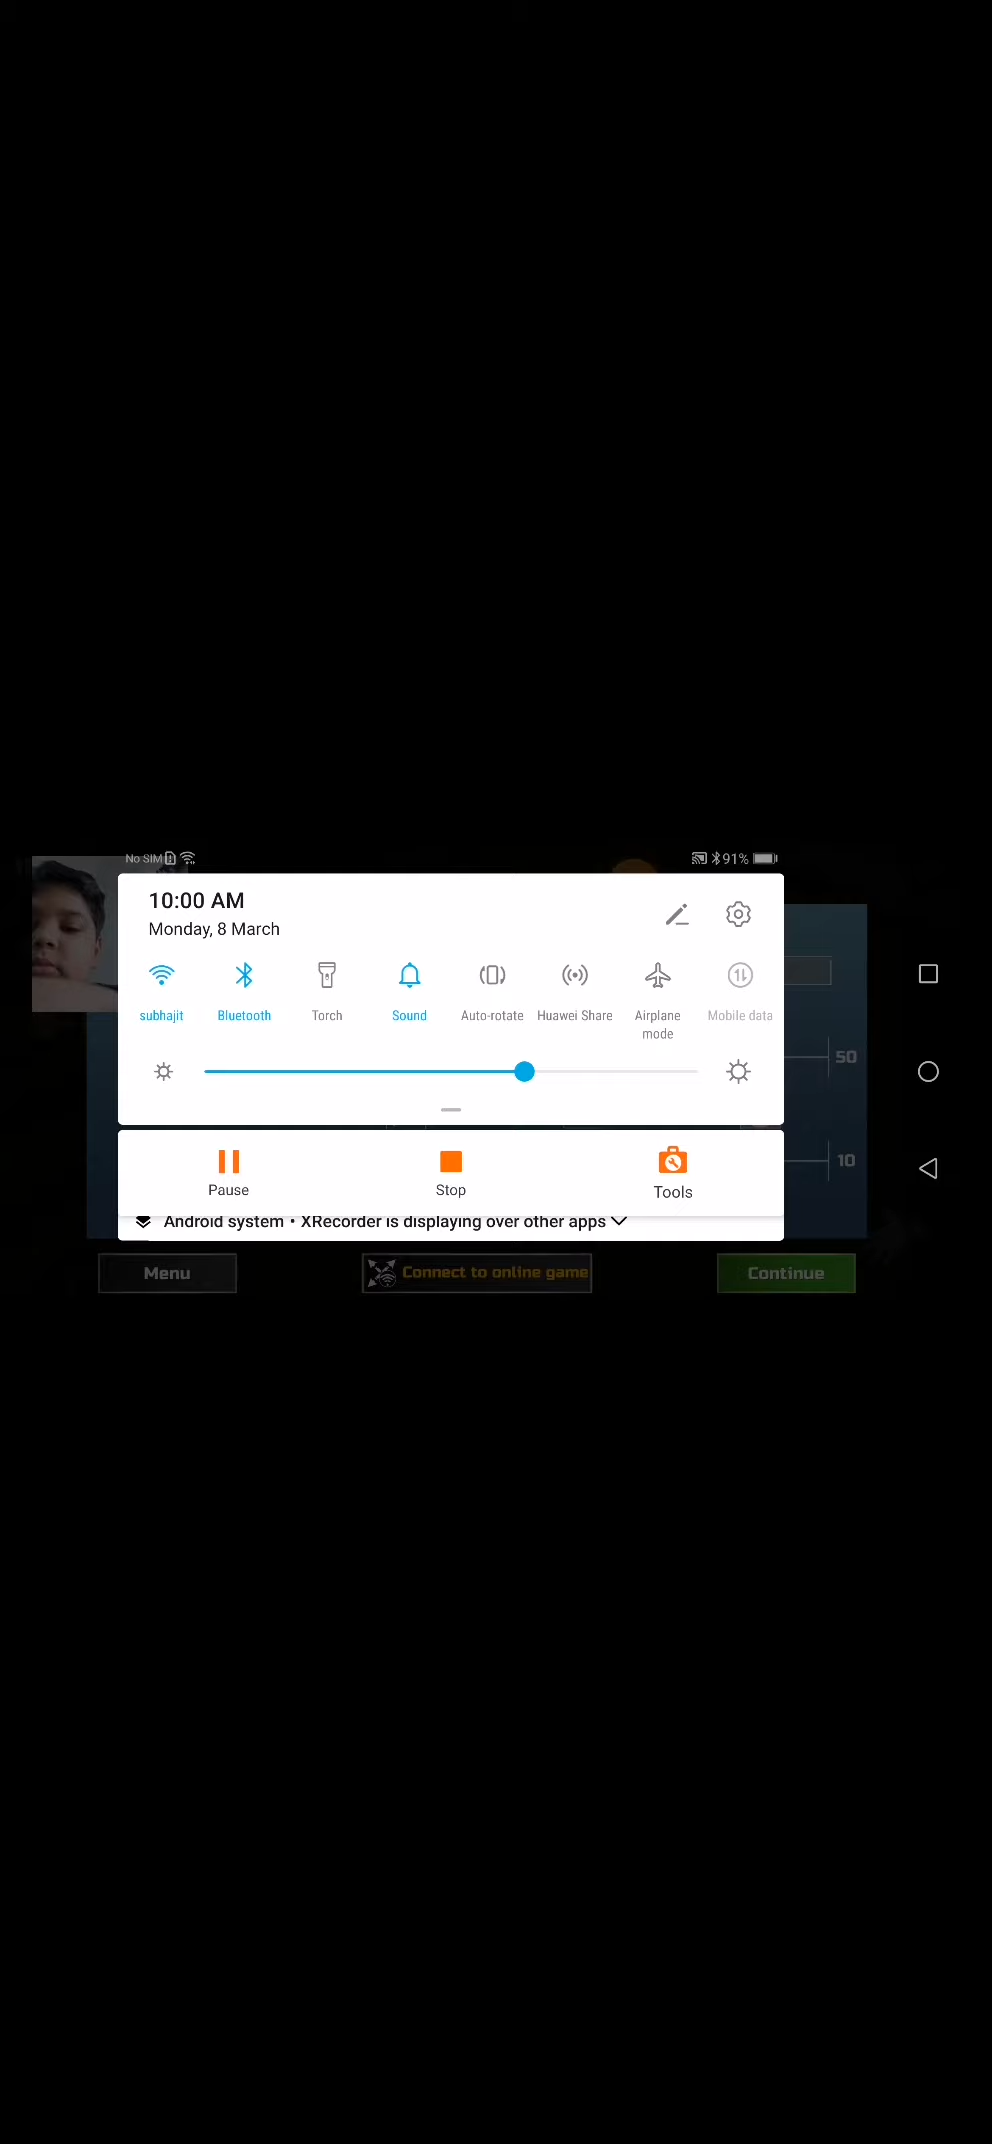 No SIM
91%
10:00 AM
Monday, 8 March
subhajit Bluetooth Torch Sound Auto-rotate Huawei Share Airplane mode Mobile data
50
10
Pause Stop Tools
Android system • XRecorder is displaying over other apps
Menu Connect to online game Continue